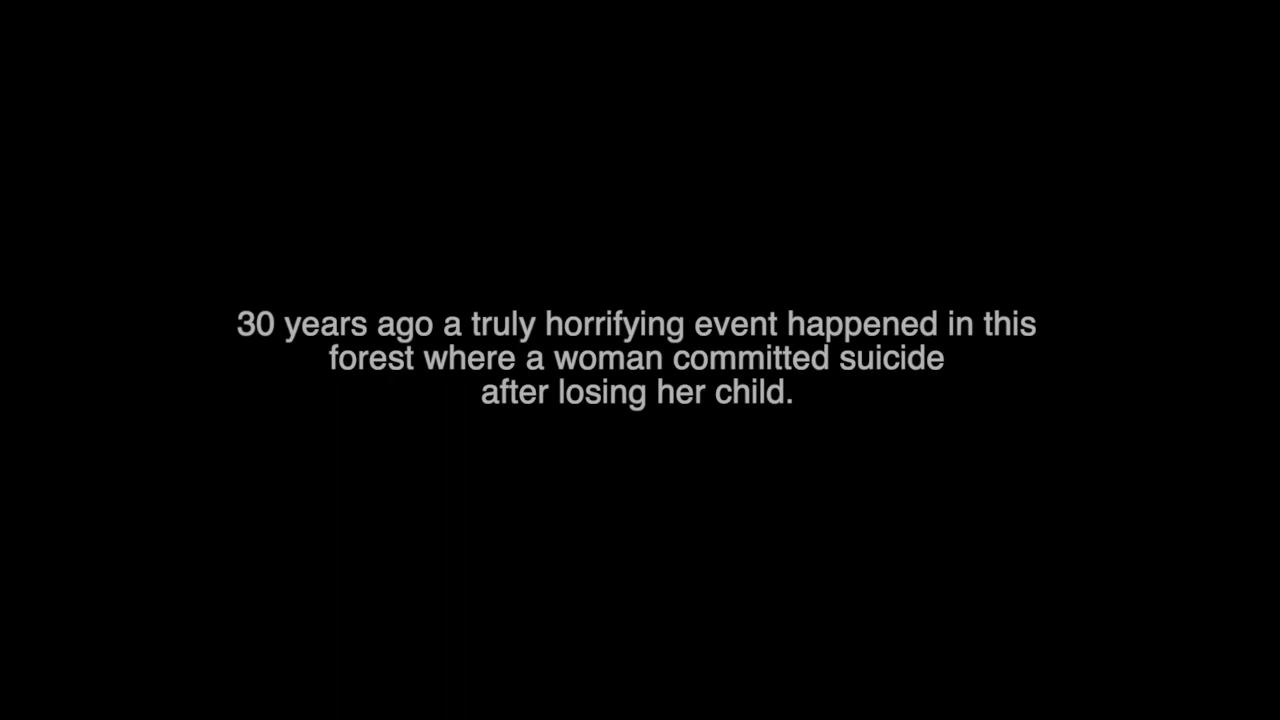 30 years ago a truly horrifying event happened in this
forest where a woman committed suicide
after losing her child.